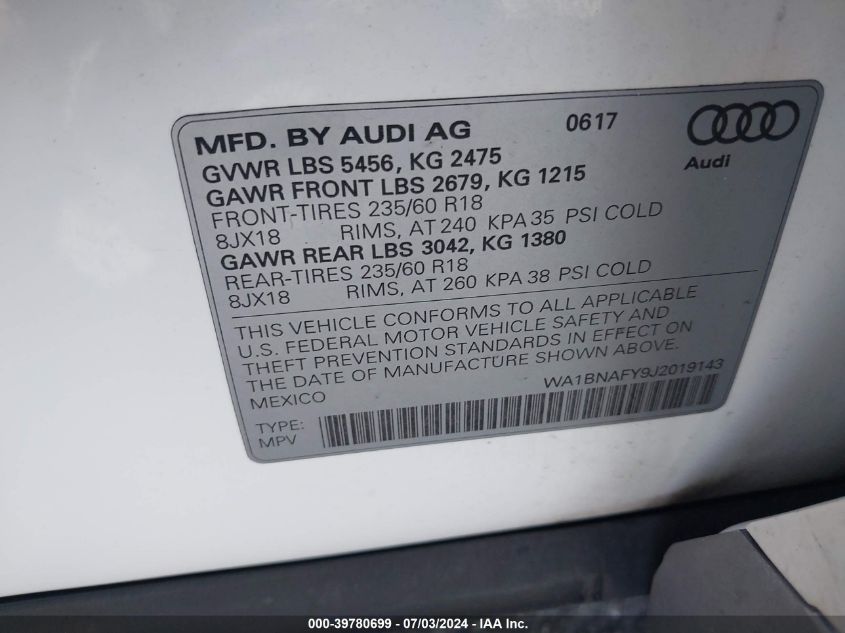 MFD. BY AUDI AG 0617
Audi
GVWR LBS 5456, KG 2475
GAWR FRONT LBS 2679, KG 1215
FRONT-TIRES 235/60 R18
8JX18 RIMS, AT 240 KPA 35 PSI COLD
GAWR REAR LBS 3042, KG 1380
REAR-TIRES 235/60 R18
8JX18 RIMS, AT 260 KPA 38 PSI COLD
THIS VEHICLE CONFORMS TO ALL APPLICABLE
U.S. FEDERAL MOTOR VEHICLE SAFETY AND
THEFT PREVENTION STANDARDS IN EFFECT ON
THE DATE OF MANUFACTURE SHOWN ABOVE.
MEXICO WA1BNAFY9J2019143
TYPE:
MPV
000-39780699 - 07/03/2024 - IAA Inc.